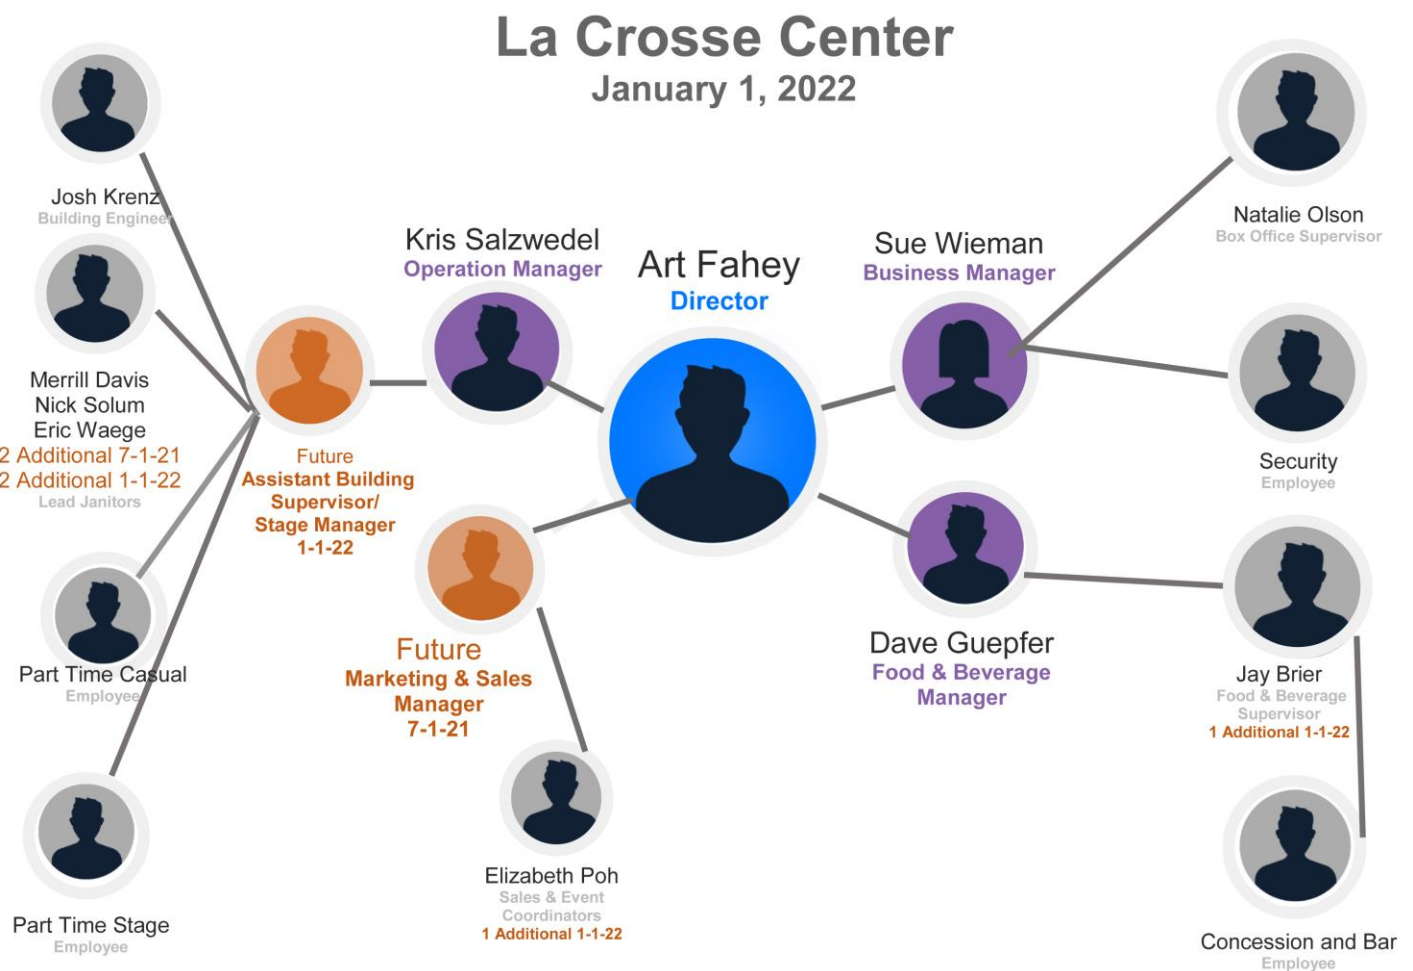 La Crosse Center
January 1, 2022
Josh Krenz
Building Engineer
Merrill Davis
Nick Solum
Eric Waege
2 Additional 7-1-21
2 Additional 1-1-22
Lead Janitors
Part Time Casual
Employee
Part Time Stage
Employee
Future
Assistant Building
Supervisor/
Stage Manager
1-1-22
Kris Salzwedel
Operation Manager
Art Fahey
Director
Future
Marketing & Sales
Manager
7-1-21
Elizabeth Poh
Sales & Event
Coordinators
1 Additional 1-1-22
Sue Wieman
Business Manager
Dave Guepfer
Food & Beverage
Manager
Natalie Olson
Box Office Supervisor
Security
Employee
Jay Brier
Food & Beverage
Supervisor
1 Additional 1-1-22
Concession and Bar
Employee